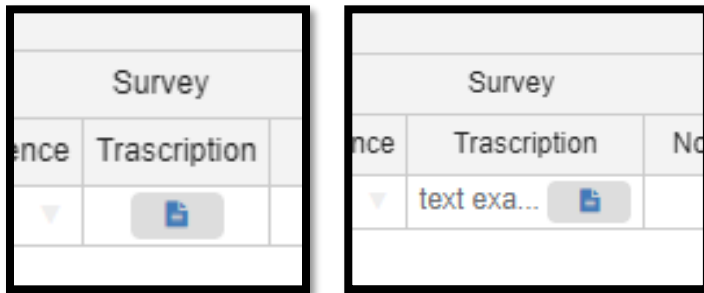 Survey
ence Trascription
Survey
nce Trascription No
text exa...